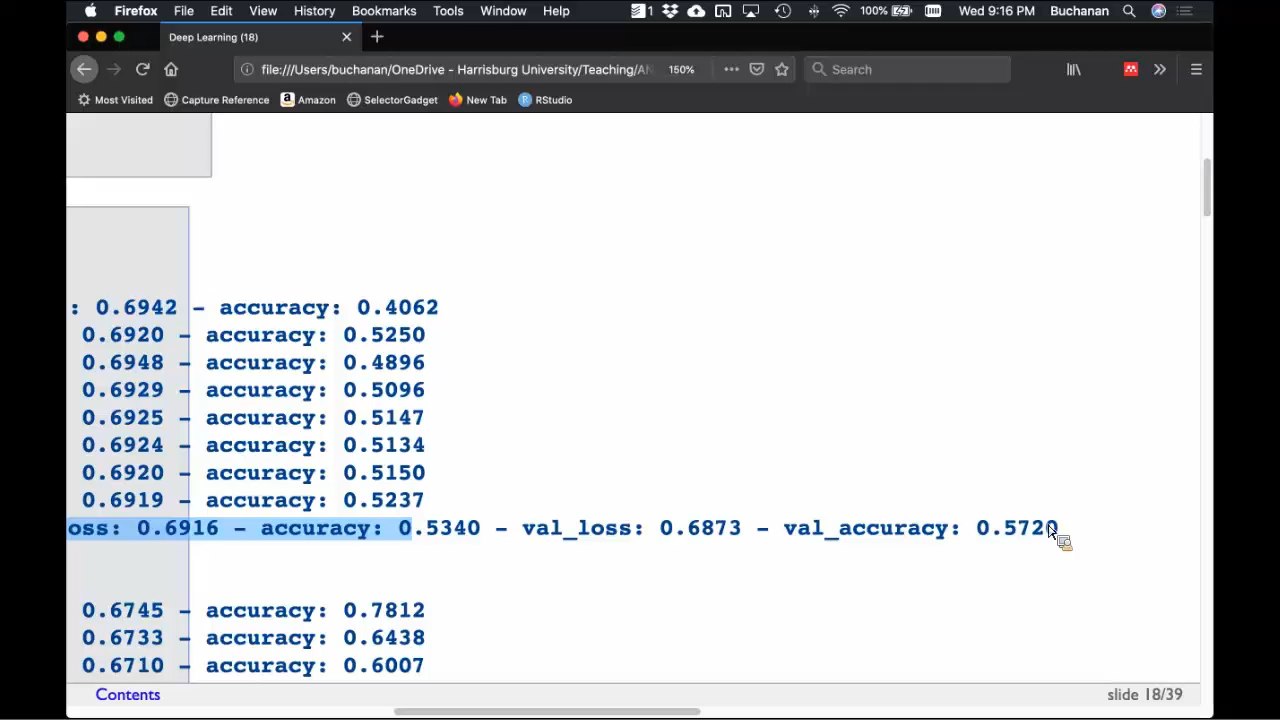 Firefox File Edit View History Bookmarks Tools Window Help 1 100% Wed 9:16 PM Buchanan
Deep Learning (18)
file:///Users/buchanan/OneDrive - Harrisburg University/Teaching/AN 150% Search
Most Visited Capture Reference Amazon SelectorGadget New Tab RStudio
: 0.6942 - accuracy: 0.4062
0.6920 - accuracy: 0.5250
0.6948 - accuracy: 0.4896
0.6929 - accuracy: 0.5096
0.6925 - accuracy: 0.5147
0.6924 - accuracy: 0.5134
0.6920 - accuracy: 0.5150
0.6919 - accuracy: 0.5237
oss: 0.6916 - accuracy: 0.5340 - val_loss: 0.6873 - val_accuracy: 0.5720
0.6745 - accuracy: 0.7812
0.6733 - accuracy: 0.6438
0.6710 - accuracy: 0.6007
Contents slide 18/39